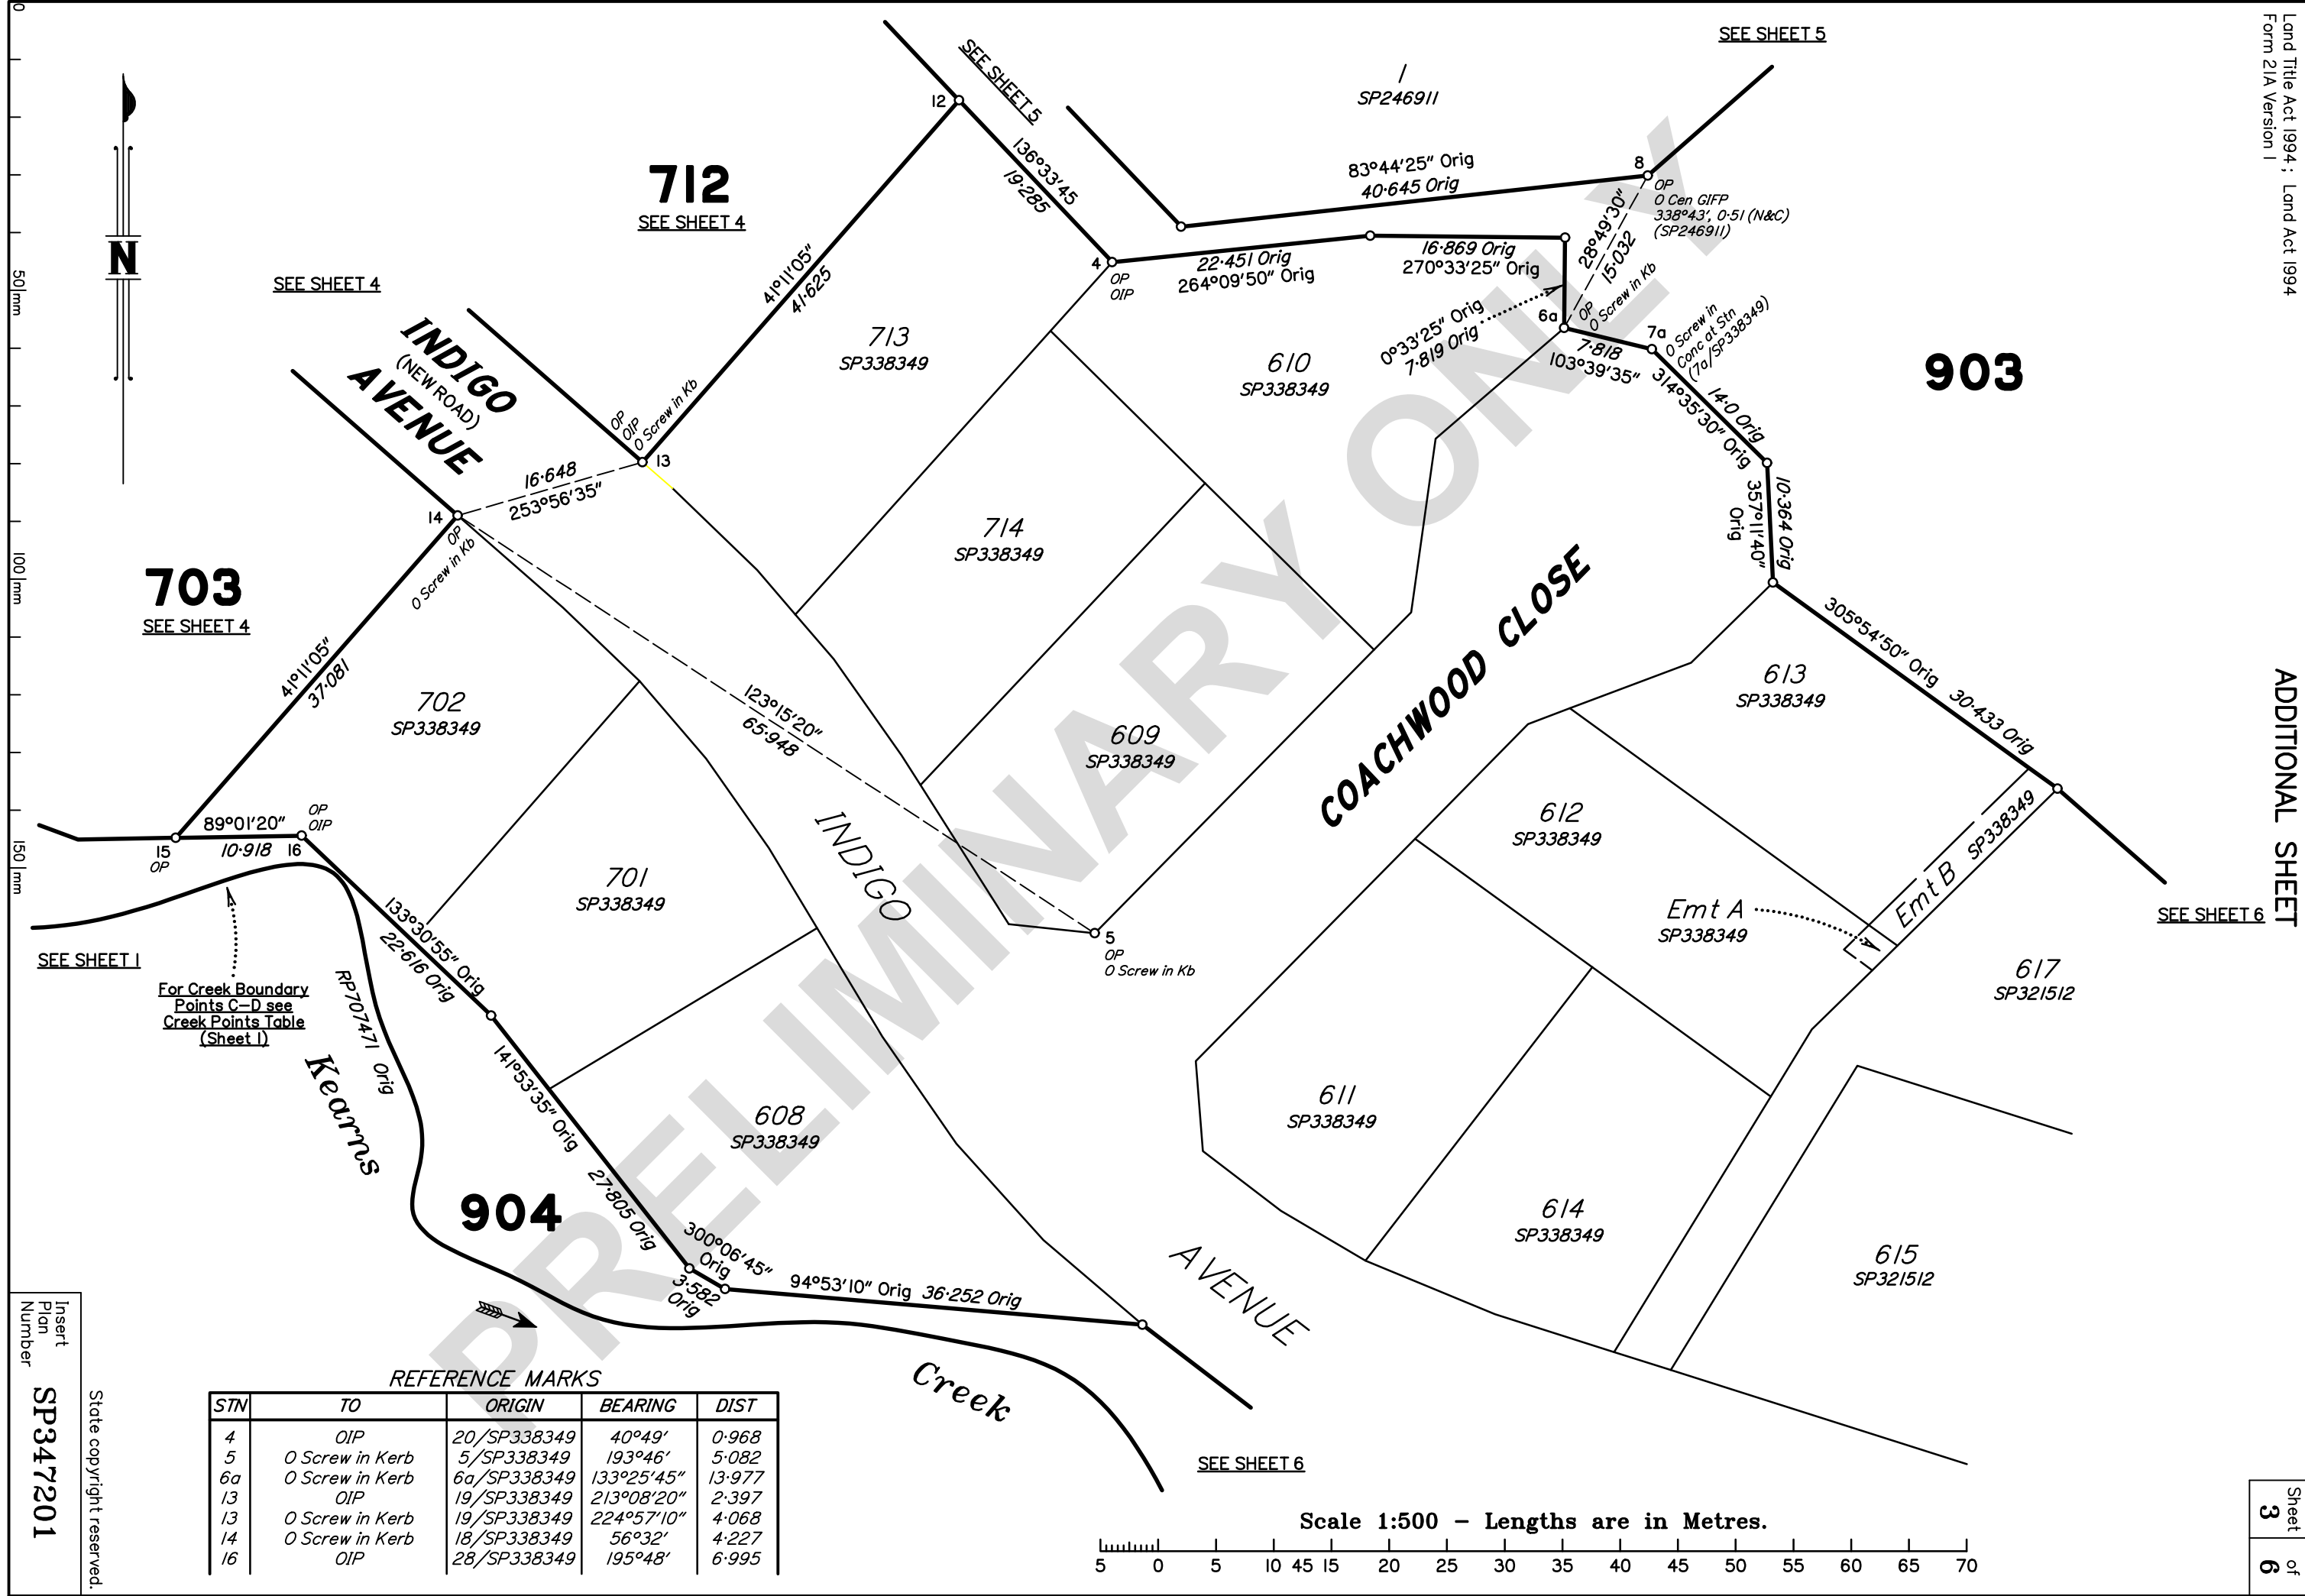 Land Title Act 1994 ; Land Act 1994
Form 21A Version 1
ADDITIONAL SHEET
Sheet 3 of 6
0
50 mm
100 mm
150 mm
N
SEE SHEET 5
SEE SHEET 5
1
SP246911
712
SEE SHEET 4
SEE SHEET 4
12
136°33'45
19·285
83°44'25" Orig
40·645 Orig
8
OP
O Cen GIFP
338°43', 0·51 (N&C)
(SP246911)
28°49'30"
15·032
41°11'05"
41·625
4
OP
OIP
22·451 Orig
264°09'50" Orig
16·869 Orig
270°33'25" Orig
0°33'25" Orig
7·819 Orig
6a
OP
O Screw in Kb
7a
O Screw in
Conc at Stn
(7a/SP338349)
7·818
103°39'35"
14·0 Orig
314°35'30" Orig
903
INDIGO
(NEW ROAD)
AVENUE
713
SP338349
610
SP338349
OP
OIP
O Screw in Kb
13
16·648
253°56'35"
14
OP
O Screw in Kb
10·364 Orig
357°11'40"
Orig
714
SP338349
703
SEE SHEET 4
COACHWOOD CLOSE
305°54'50" Orig 30·433 Orig
41°11'05"
37·081
702
SP338349
123°15'20"
65·948
613
SP338349
609
SP338349
89°01'20"
10·918
15
OP
16
OP
OIP
612
SP338349
Emt B SP338349
701
SP338349
INDIGO
Emt A
SP338349
SEE SHEET 6
133°30'55" Orig
22·616 Orig
5
OP
O Screw in Kb
SEE SHEET 1
For Creek Boundary
Points C-D see
Creek Points Table
(Sheet 1)
RP707471 Orig
Kearns
617
SP321512
141°53'35" Orig
27·805 Orig
608
SP338349
611
SP338349
904
614
SP338349
300°06'45"
Orig
3·582
Orig
94°53'10" Orig 36·252 Orig
AVENUE
615
SP321512
Creek
SEE SHEET 6
PRELIMINARY ONLY
REFERENCE MARKS
STN TO ORIGIN BEARING DIST
4 OIP 20/SP338349 40°49' 0·968
5 O Screw in Kerb 5/SP338349 193°46' 5·082
6a O Screw in Kerb 6a/SP338349 133°25'45" 13·977
13 OIP 19/SP338349 213°08'20" 2·397
13 O Screw in Kerb 19/SP338349 224°57'10" 4·068
14 O Screw in Kerb 18/SP338349 56°32' 4·227
16 OIP 28/SP338349 195°48' 6·995
Scale 1:500 – Lengths are in Metres.
5 0 5 10 45 15 20 25 30 35 40 45 50 55 60 65 70
State copyright reserved.
Insert
Plan
Number
SP347201